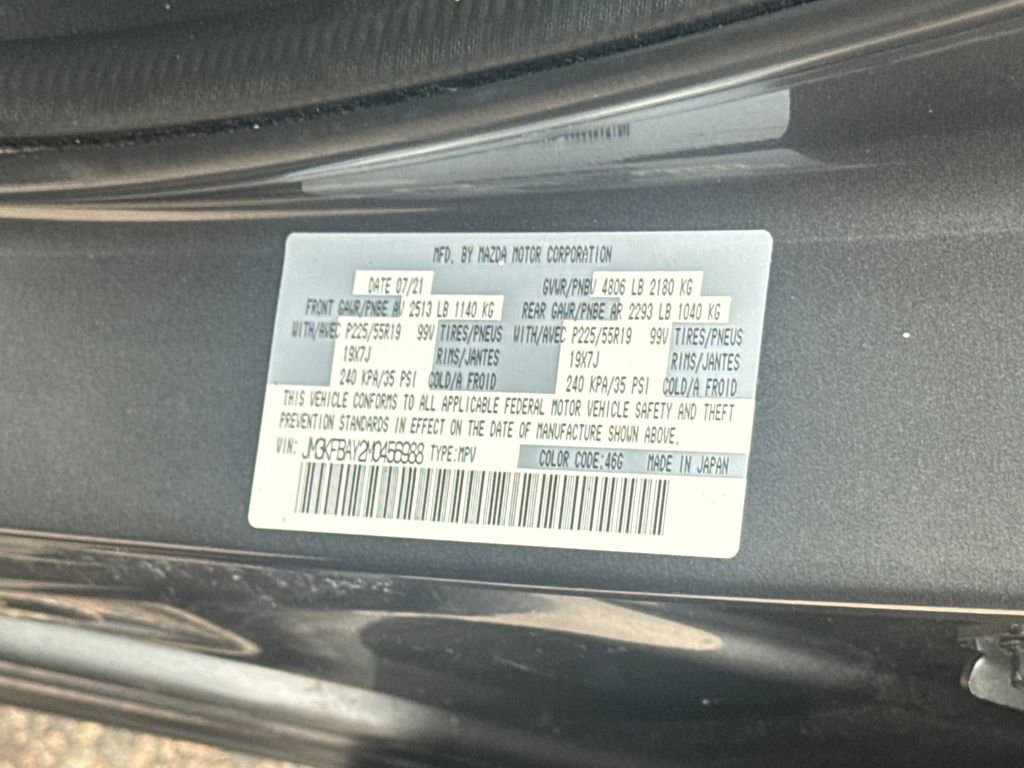 MFD. BY MAZDA MOTOR CORPORATION
DATE 07/21 GVWR/PNBV 4806 LB 2180 KG
FRONT GAWR/PNBE AV 2513 LB 1140 KG REAR GAWR/PNBE AR 2293 LB 1040 KG
WITH/AVEC P225/55R19 99V TIRES/PNEUS WITH/AVEC P225/55R19 99V TIRES/PNEUS
19X7J RIMS/JANTES 19X7J RIMS/JANTES
240 KPA/35 PSI COLD/A FROID 240 KPA/35 PSI COLD/A FROID
THIS VEHICLE CONFORMS TO ALL APPLICABLE FEDERAL MOTOR VEHICLE SAFETY AND THEFT
PREVENTION STANDARDS IN EFFECT ON THE DATE OF MANUFACTURE SHOWN ABOVE.
VIN: JM3KFBAY2M0456988 TYPE:MPV COLOR CODE:46G MADE IN JAPAN